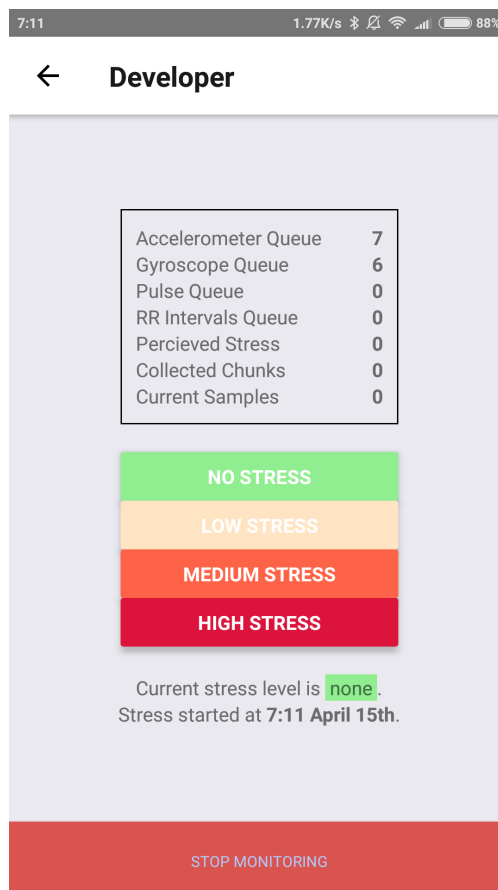 7:11 1.77K/s 88%
Developer
Accelerometer Queue 7
Gyroscope Queue 6
Pulse Queue 0
RR Intervals Queue 0
Percieved Stress 0
Collected Chunks 0
Current Samples 0
NO STRESS
LOW STRESS
MEDIUM STRESS
HIGH STRESS
Current stress level is none.
Stress started at 7:11 April 15th.
STOP MONITORING